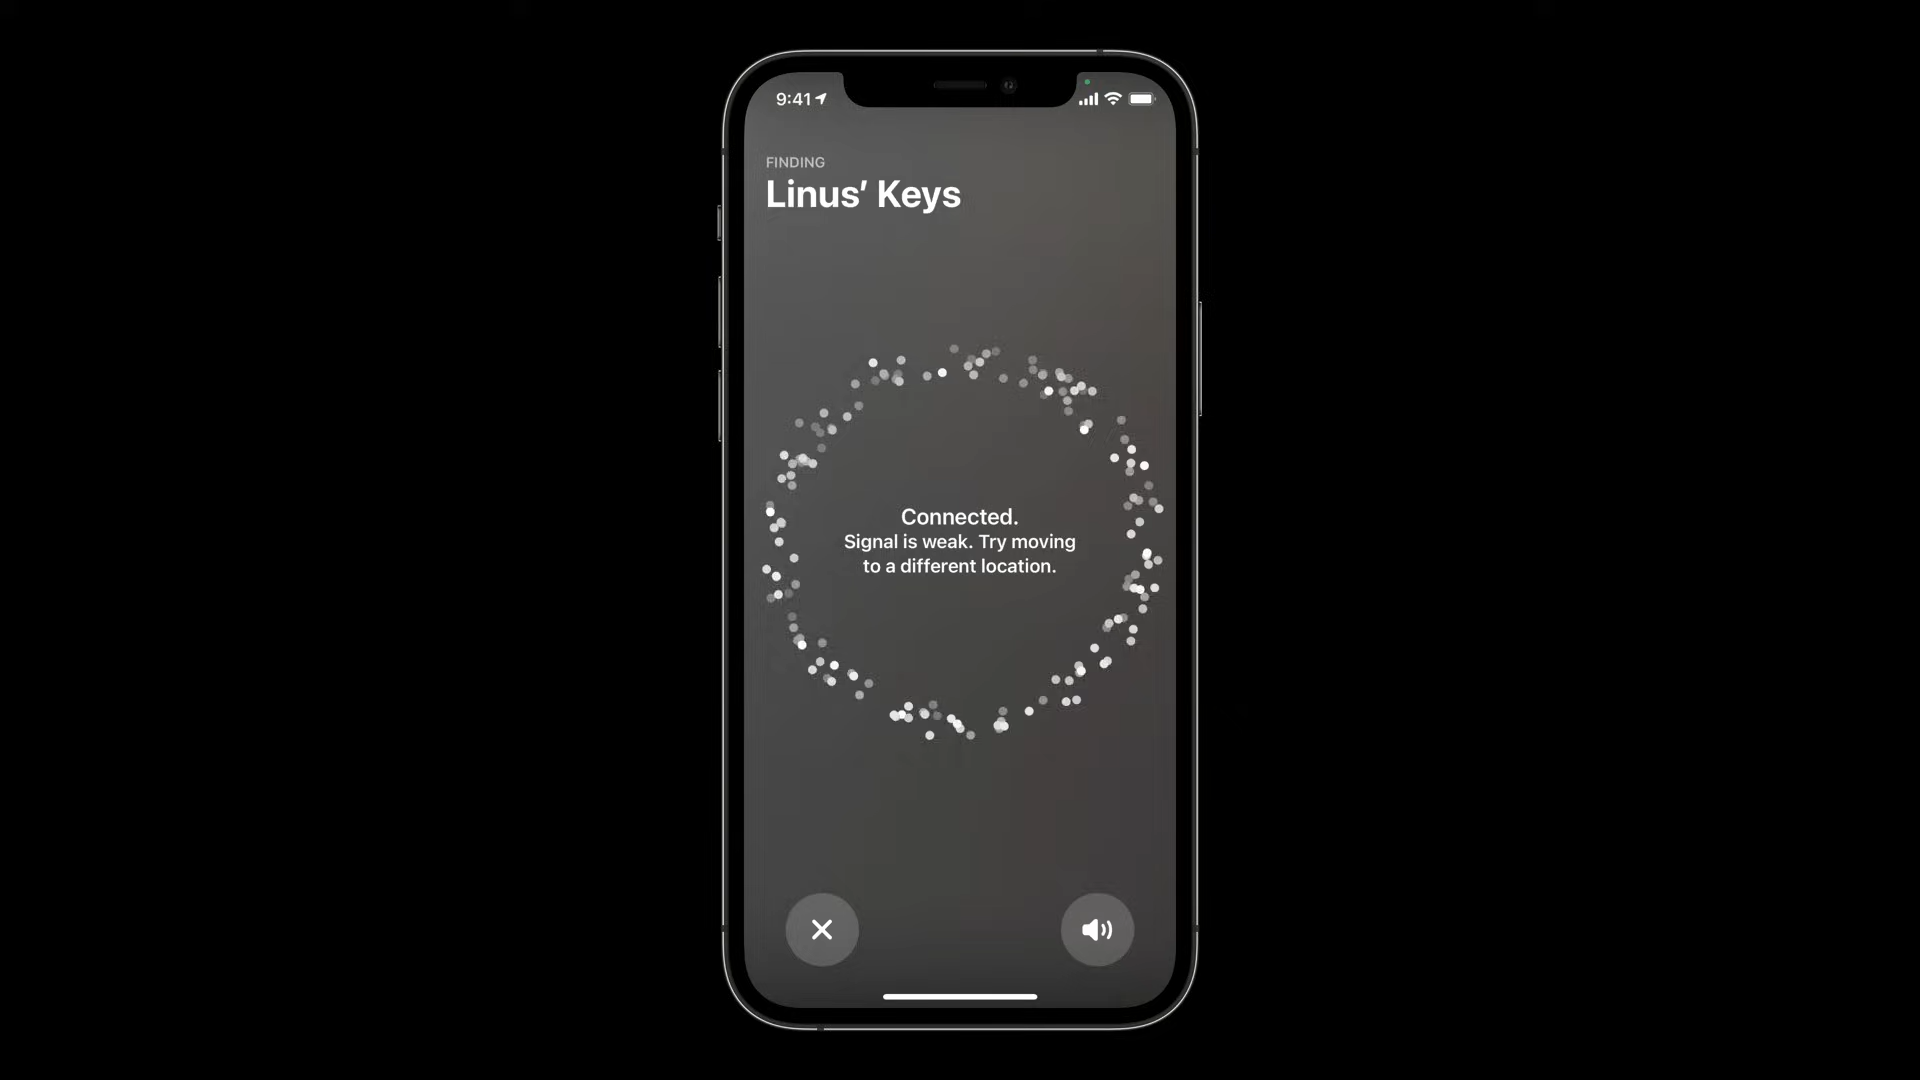 9:41
FINDING
Linus’ Keys
Connected.
Signal is weak. Try moving
to a different location.